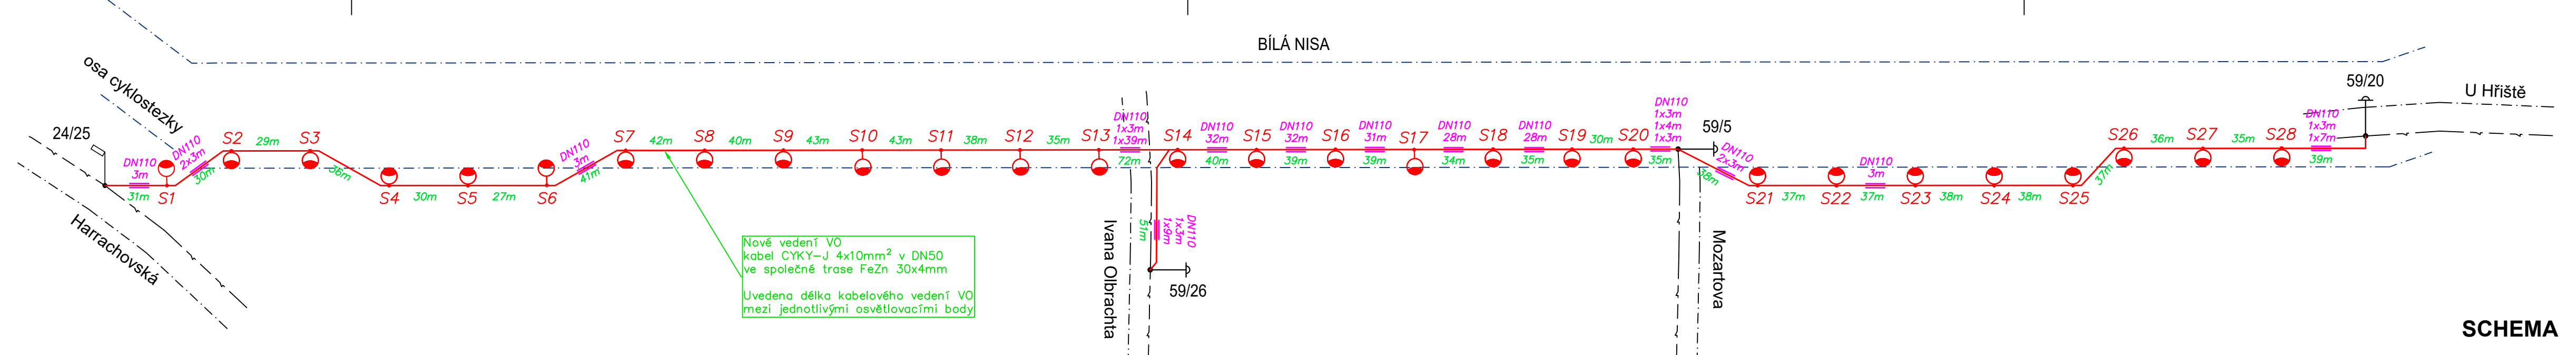 BÍLÁ NISA
osa cyklostezky
24/25
Harrachovská
DN110
3m
31m
S1
DN110
2x3m
30m
S2
29m
S3
36m
S4
30m
S5
27m
S6
DN110
3m
41m
S7
42m
S8
40m
S9
43m
S10
43m
S11
38m
S12
35m
S13
DN110
1x3m
1x39m
72m
S14
DN110
32m
40m
S15
DN110
32m
39m
S16
DN110
31m
39m
S17
DN110
28m
34m
S18
DN110
28m
35m
S19
30m
S20
DN110
1x3m
1x4m
1x3m
35m
59/5
DN110
2x3m
38m
S21
37m
S22
DN110
3m
37m
S23
38m
S24
38m
S25
37m
S26
36m
S27
35m
S28
DN110
1x3m
1x7m
39m
59/20
U Hřiště
Nové vedení VO
kabel CYKY-J 4x10mm² v DN50
ve společné trase FeZn 30x4mm
Uvedena délka kabelového vedení VO
mezi jednotlivými osvětlovacími body
Ivana Olbrachta
51m
DN110
1x3m
1x9m
59/26
Mozartova
SCHEMA